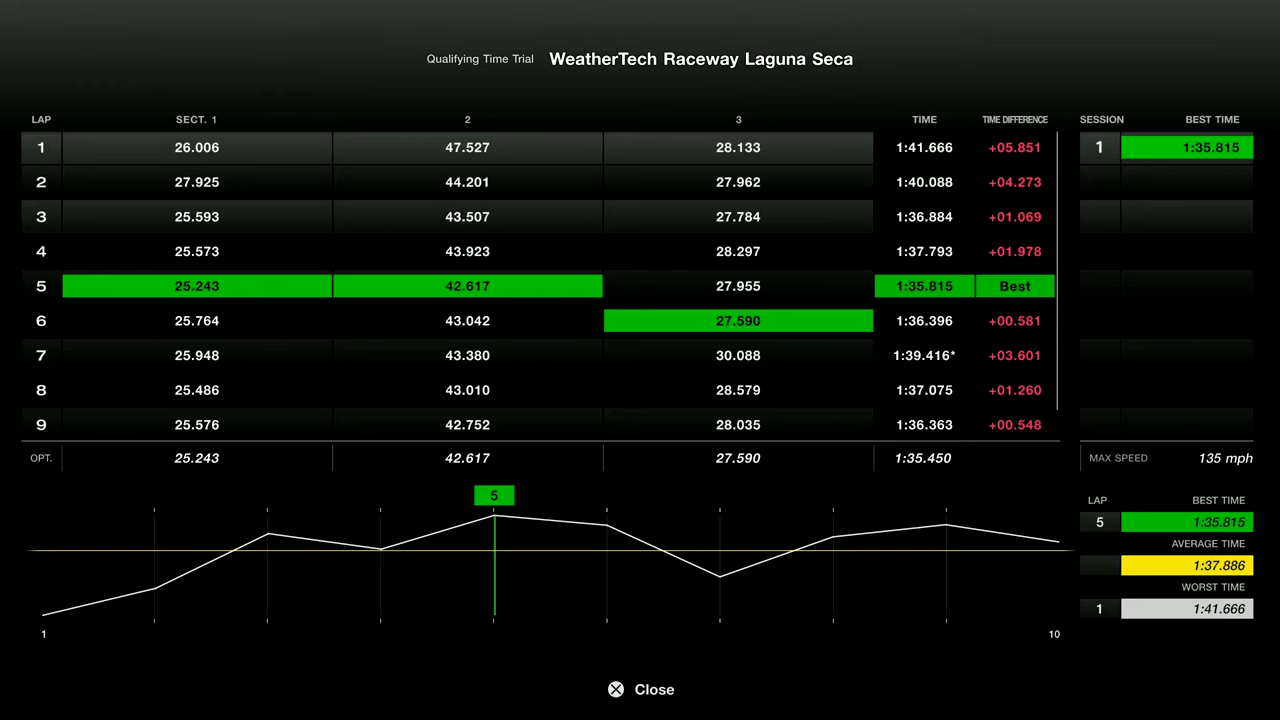 Qualifying Time Trial WeatherTech Raceway Laguna Seca
LAP SECT. 1 2 3 TIME TIME DIFFERENCE SESSION BEST TIME
1 26.006 47.527 28.133 1:41.666 +05.851 1 1:35.815
2 27.925 44.201 27.962 1:40.088 +04.273
3 25.593 43.507 27.784 1:36.884 +01.069
4 25.573 43.923 28.297 1:37.793 +01.978
5 25.243 42.617 27.955 1:35.815 Best
6 25.764 43.042 27.590 1:36.396 +00.581
7 25.948 43.380 30.088 1:39.416* +03.601
8 25.486 43.010 28.579 1:37.075 +01.260
9 25.576 42.752 28.035 1:36.363 +00.548
OPT. 25.243 42.617 27.590 1:35.450 MAX SPEED 135 mph
5
LAP BEST TIME
5 1:35.815
AVERAGE TIME
1:37.886
WORST TIME
1 1:41.666
1 10
Close